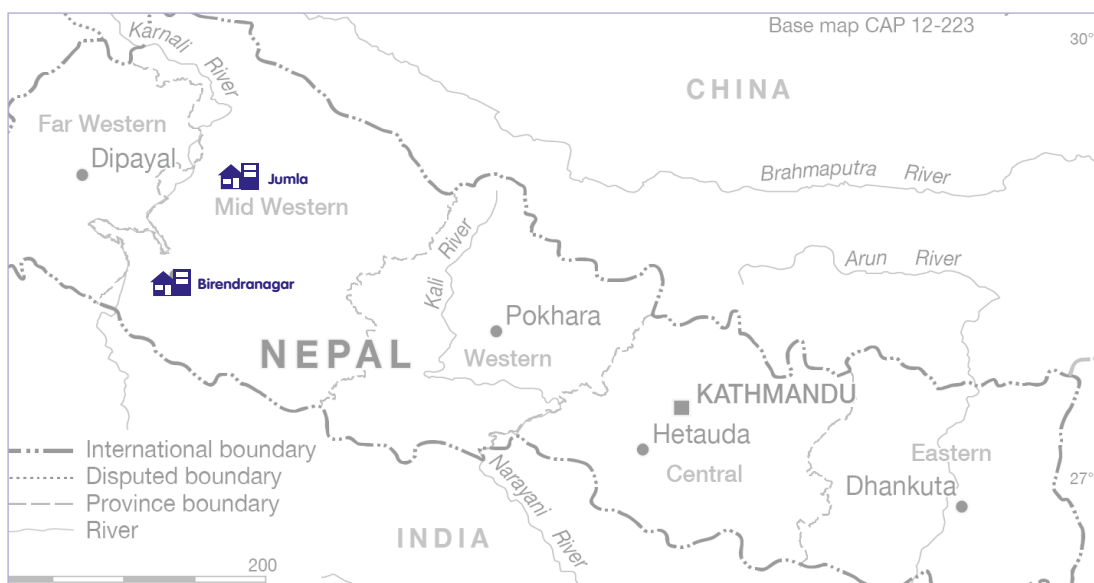 Base map CAP 12-223
30°
Karnali River
CHINA
Far Western
Dipayal
Jumla
Mid Western
Brahmaputra River
Kali River
Arun River
Birendranagar
Pokhara
NEPAL
Western
KATHMANDU
Hetauda
Central
Eastern
Dhankuta
27°
International boundary
Disputed boundary
Province boundary
River
Narayani River
INDIA
200